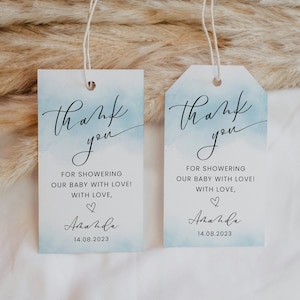 thank
you
FOR SHOWERING
OUR BABY WITH LOVE!
WITH LOVE,
Amanda
14.08.2023
thank
you
FOR SHOWERING
OUR BABY WITH LOVE!
WITH LOVE,
Amanda
14.08.2023